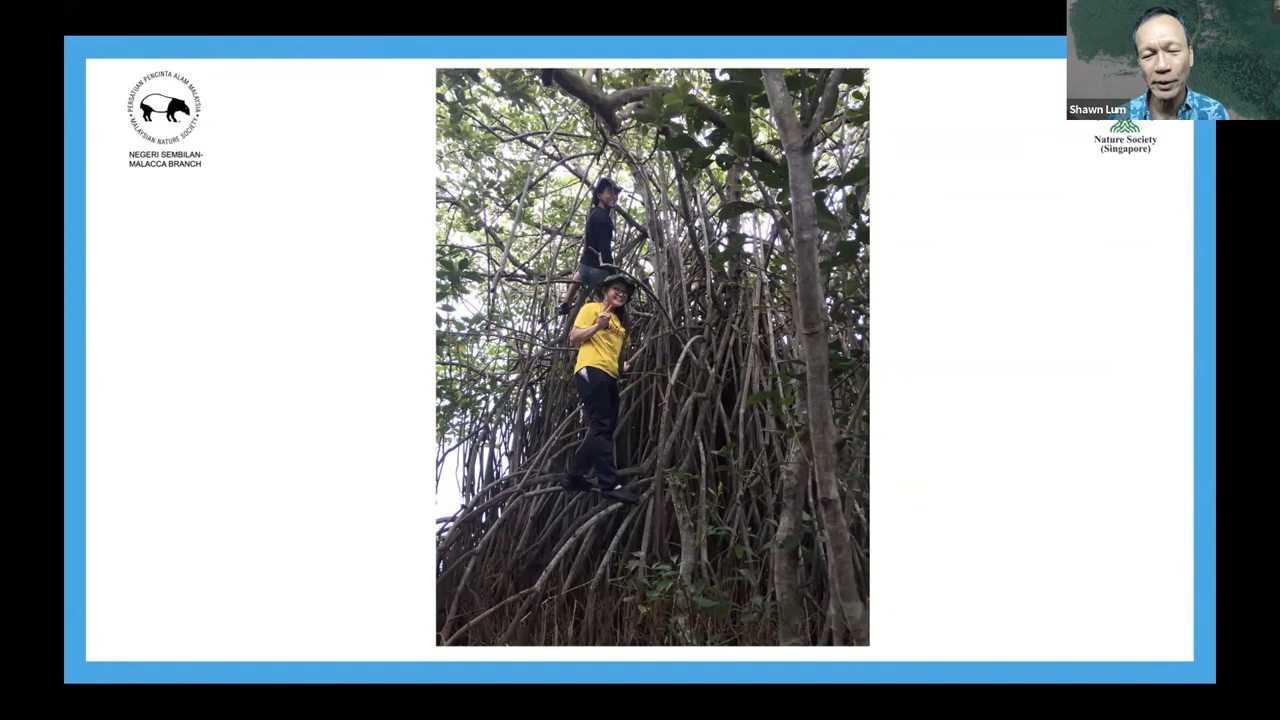 PERSATUAN PENCINTA ALAM MALAYSIA
• MALAYSIAN NATURE SOCIETY •
NEGERI SEMBILAN-
MALACCA BRANCH
Shawn Lum
Nature Society
(Singapore)